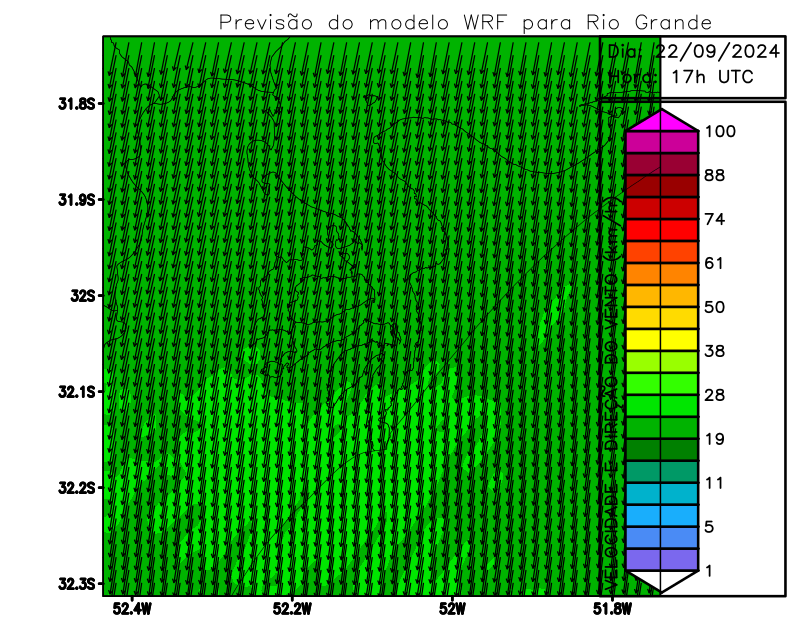 Previsão do modelo WRF para Rio Grande
Dia: 22/09/2024
Hora: 17h UTC
31.8S
31.9S
32S
32.1S
32.2S
32.3S
52.4W
52.2W
52W
51.8W
VELOCIDADE E DIREÇÃO DO VENTO (km/h)
100
88
74
61
50
38
28
19
11
5
1